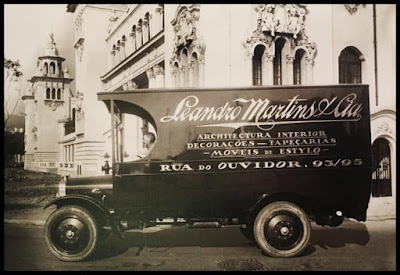 Leandro Martins & Cia
ARCHITECTURA INTERIOR
DECORAÇÕES — TAPEÇARIAS
— MOVEIS DE ESTYLO —
RUA DO OUVIDOR, 93/95